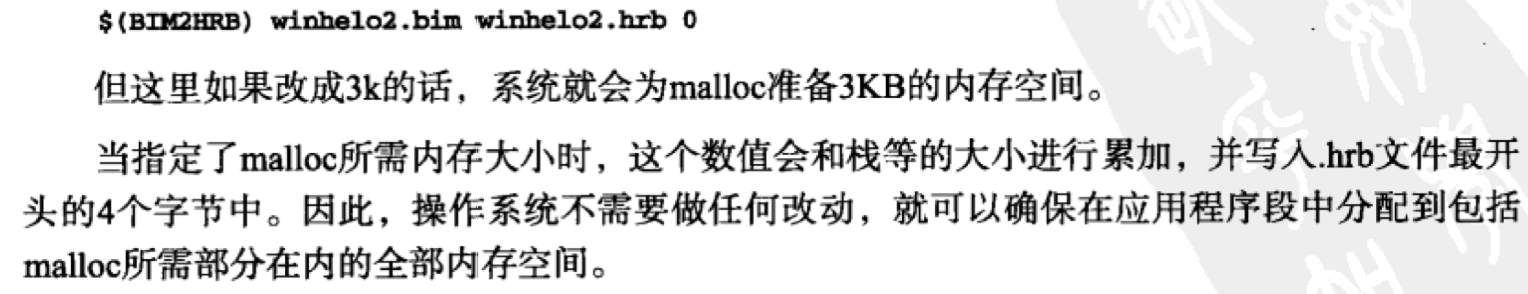 $(BIM2HRB) winhelo2.bim winhelo2.hrb 0
但这里如果改成3k的话，系统就会为malloc准备3KB的内存空间。
当指定了malloc所需内存大小时，这个数值会和栈等的大小进行累加，并写入.hrb文件最开
头的4个字节中。因此，操作系统不需要做任何改动，就可以确保在应用程序段中分配到包括
malloc所需部分在内的全部内存空间。